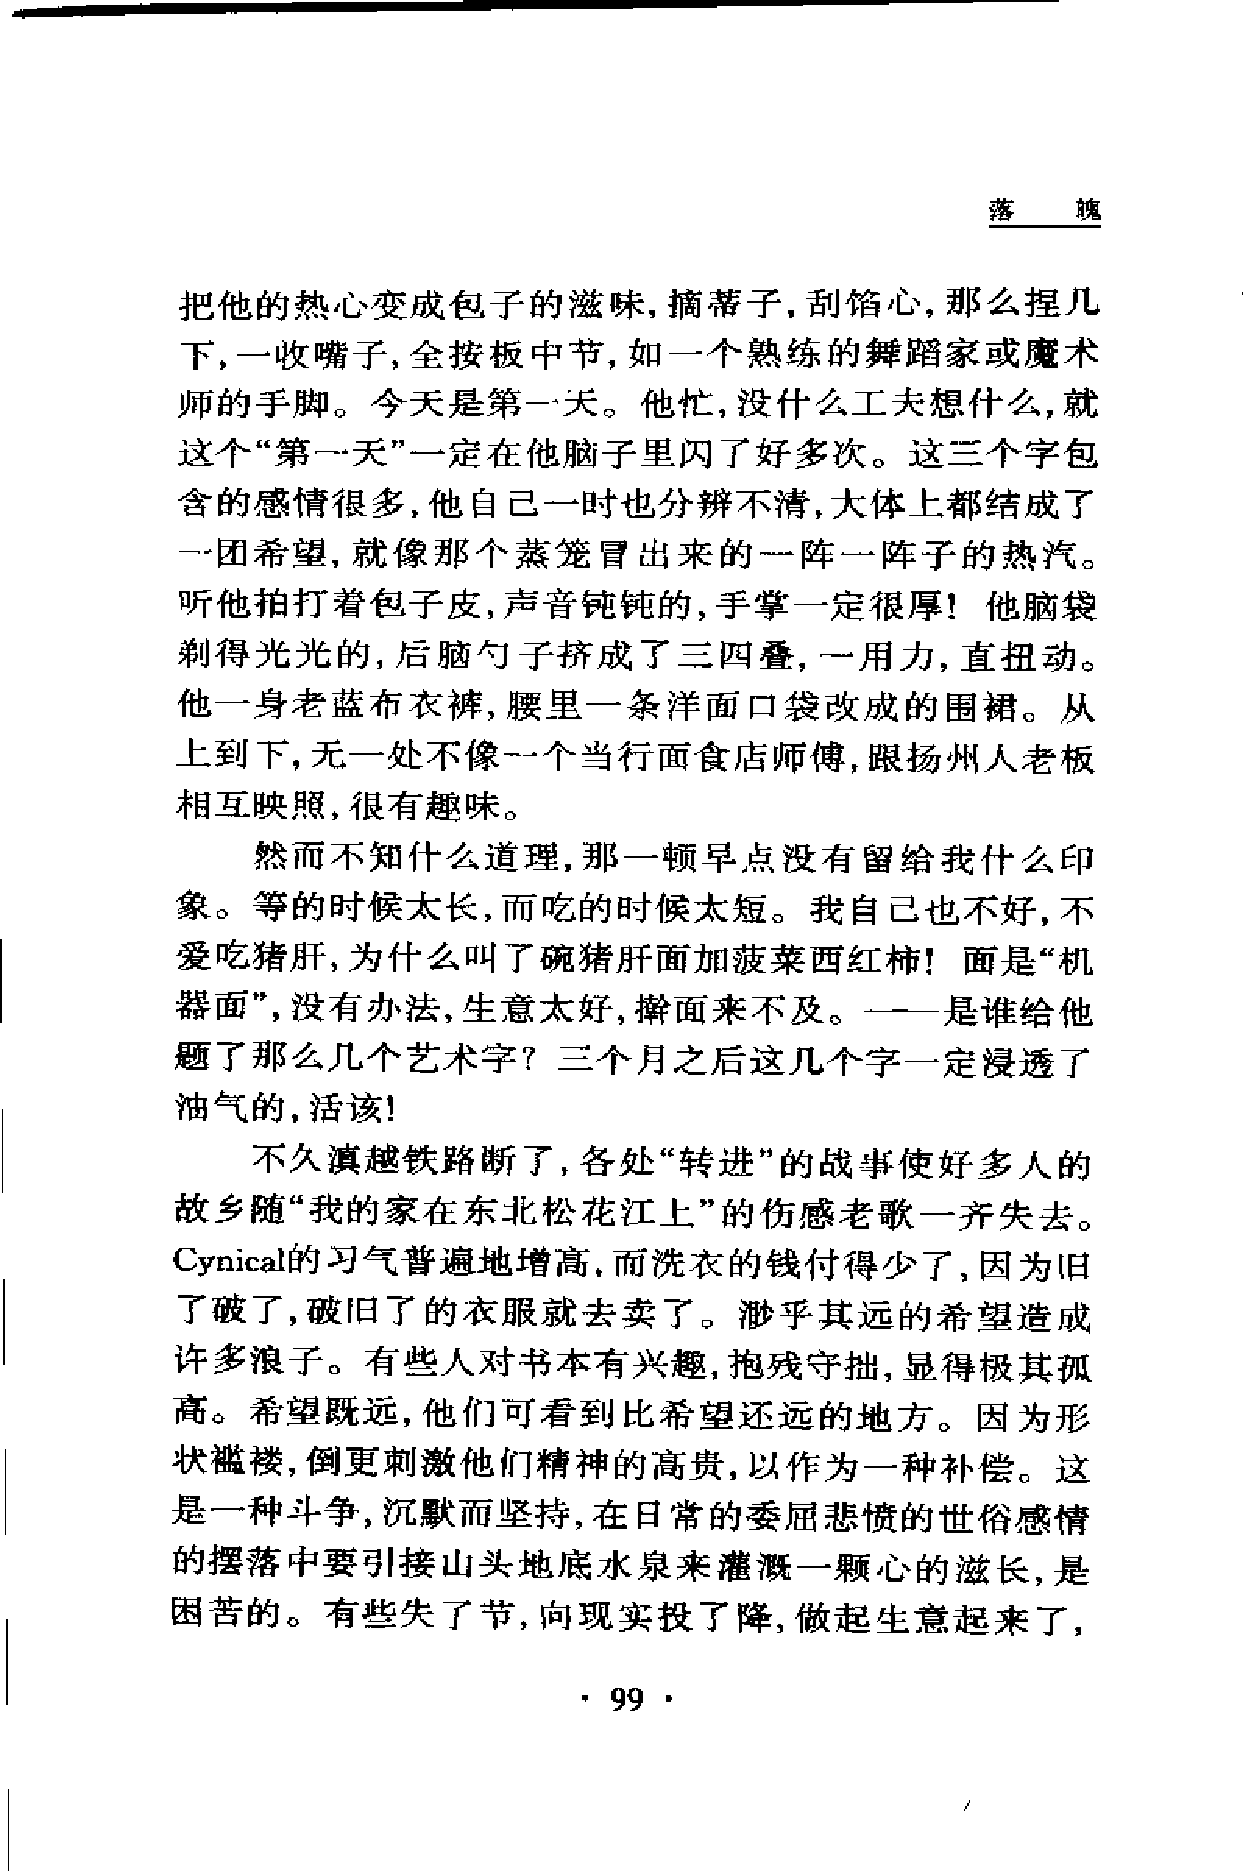 落 魄
把他的热心变成包子的滋味,摘蒂子,刮馅心,那么捏几
下,一收嘴子,全按板中节,如一个熟练的舞蹈家或魔术
师的手脚。今天是第一天。他忙,没什么工夫想什么,就
这个“第一天”一定在他脑子里闪了好多次。这三个字包
含的感情很多,他自己一时也分辨不清,大体上都结成了
一团希望,就像那个蒸笼冒出来的一阵一阵子的热汽。
听他拍打着包子皮,声音钝钝的,手掌一定很厚! 他脑袋
剃得光光的,后脑勺子挤成了三四叠,一用力,直扭动。
他一身老蓝布衣裤,腰里一条洋面口袋改成的围裙。从
上到下,无一处不像一个当行面食店师傅,跟扬州人老板
相互映照,很有趣味。
然而不知什么道理,那一顿早点没有留给我什么印
象。等的时候太长,而吃的时候太短。我自己也不好,不
爱吃猪肝,为什么叫了碗猪肝面加菠菜西红柿! 面是“机
器面”,没有办法,生意太好,擀面来不及。——是谁给他
题了那么几个艺术字? 三个月之后这几个字一定浸透了
油气的,活该!
不久滇越铁路断了,各处“转进”的战事使好多人的
故乡随“我的家在东北松花江上”的伤感老歌一齐失去。
Cynical的习气普遍地增高,而洗衣的钱付得少了,因为旧
了破了,破旧了的衣服就去卖了。渺乎其远的希望造成
许多浪子。有些人对书本有兴趣,抱残守拙,显得极其孤
高。希望既远,他们可看到比希望还远的地方。因为形
状褴褛,倒更刺激他们精神的高贵,以作为一种补偿。这
是一种斗争,沉默而坚持,在日常的委屈悲愤的世俗感情
的摆落中要引接山头地底水泉来灌溉一颗心的滋长,是
困苦的。有些失了节,向现实投了降,做起生意起来了,
· 99 ·